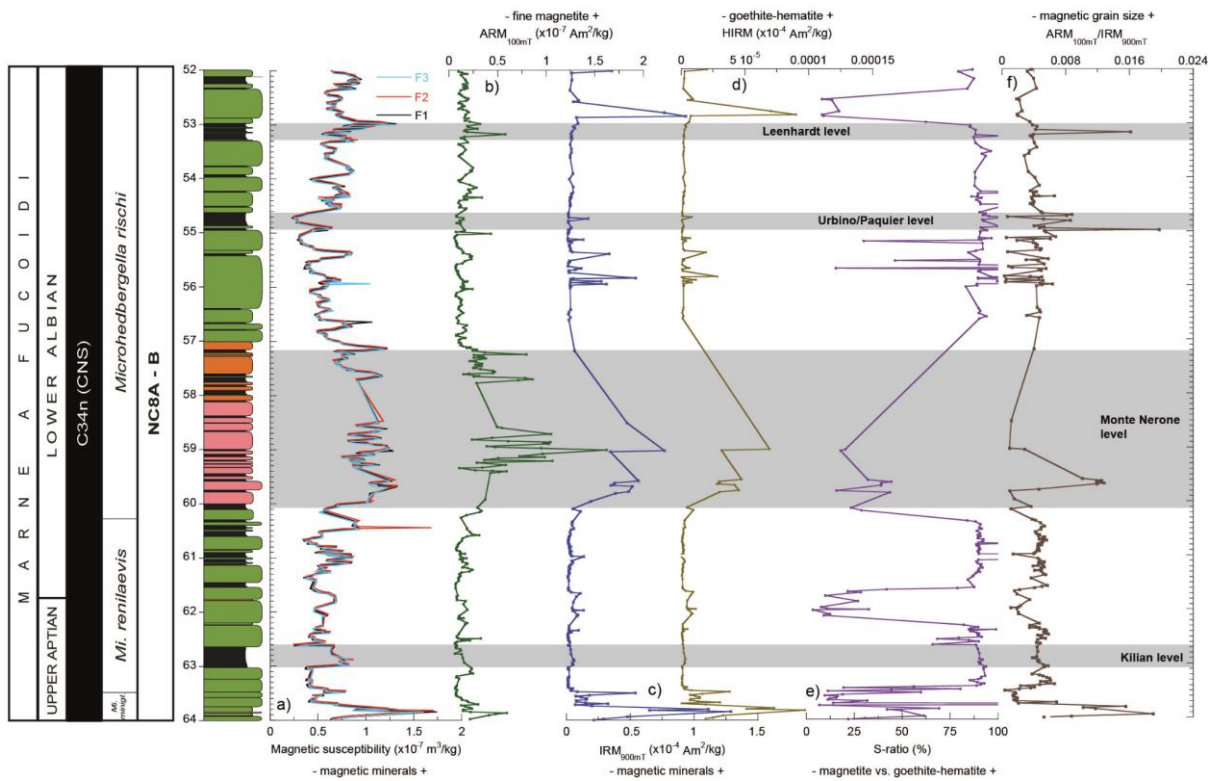 - fine magnetite +
ARM100mT (x10-7 Am2/kg)
0 0.5 1 1.5 2
- goethite-hematite +
HIRM (x10-4 Am2/kg)
0 5 10-5 0.0001 0.00015
- magnetic grain size +
ARM100mT/IRM900mT
0 0.008 0.016 0.024
MARNE A FUCOIDI
LOWER ALBIAN
UPPER APTIAN
C34n (CNS)
Microhedbergella rischi
Mi. renilaevis
NC8A - B
52
53
54
55
56
57
58
59
60
61
62
63
64
F3
F2
F1
a)
b)
c)
d)
e)
f)
Leenhardt level
Urbino/Paquier level
Monte Nerone
level
Kilian level
0 0.5 1 1.5 2
Magnetic susceptibility (x10-7 m3/kg)
- magnetic minerals +
0 0.5 1 1.5
IRM900mT (x10-4 Am2/kg)
- magnetic minerals +
0 25 50 75 100
S-ratio (%)
- magnetite vs. goethite-hematite +